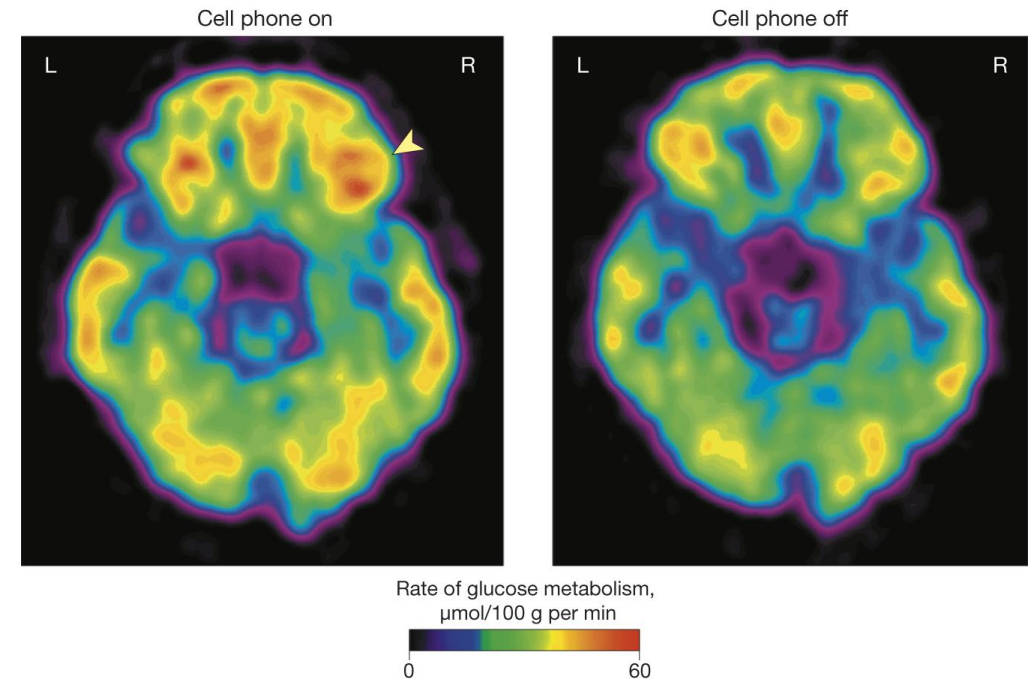 Cell phone on
Cell phone off
L
R
L
R
Rate of glucose metabolism,
μmol/100 g per min
0
60